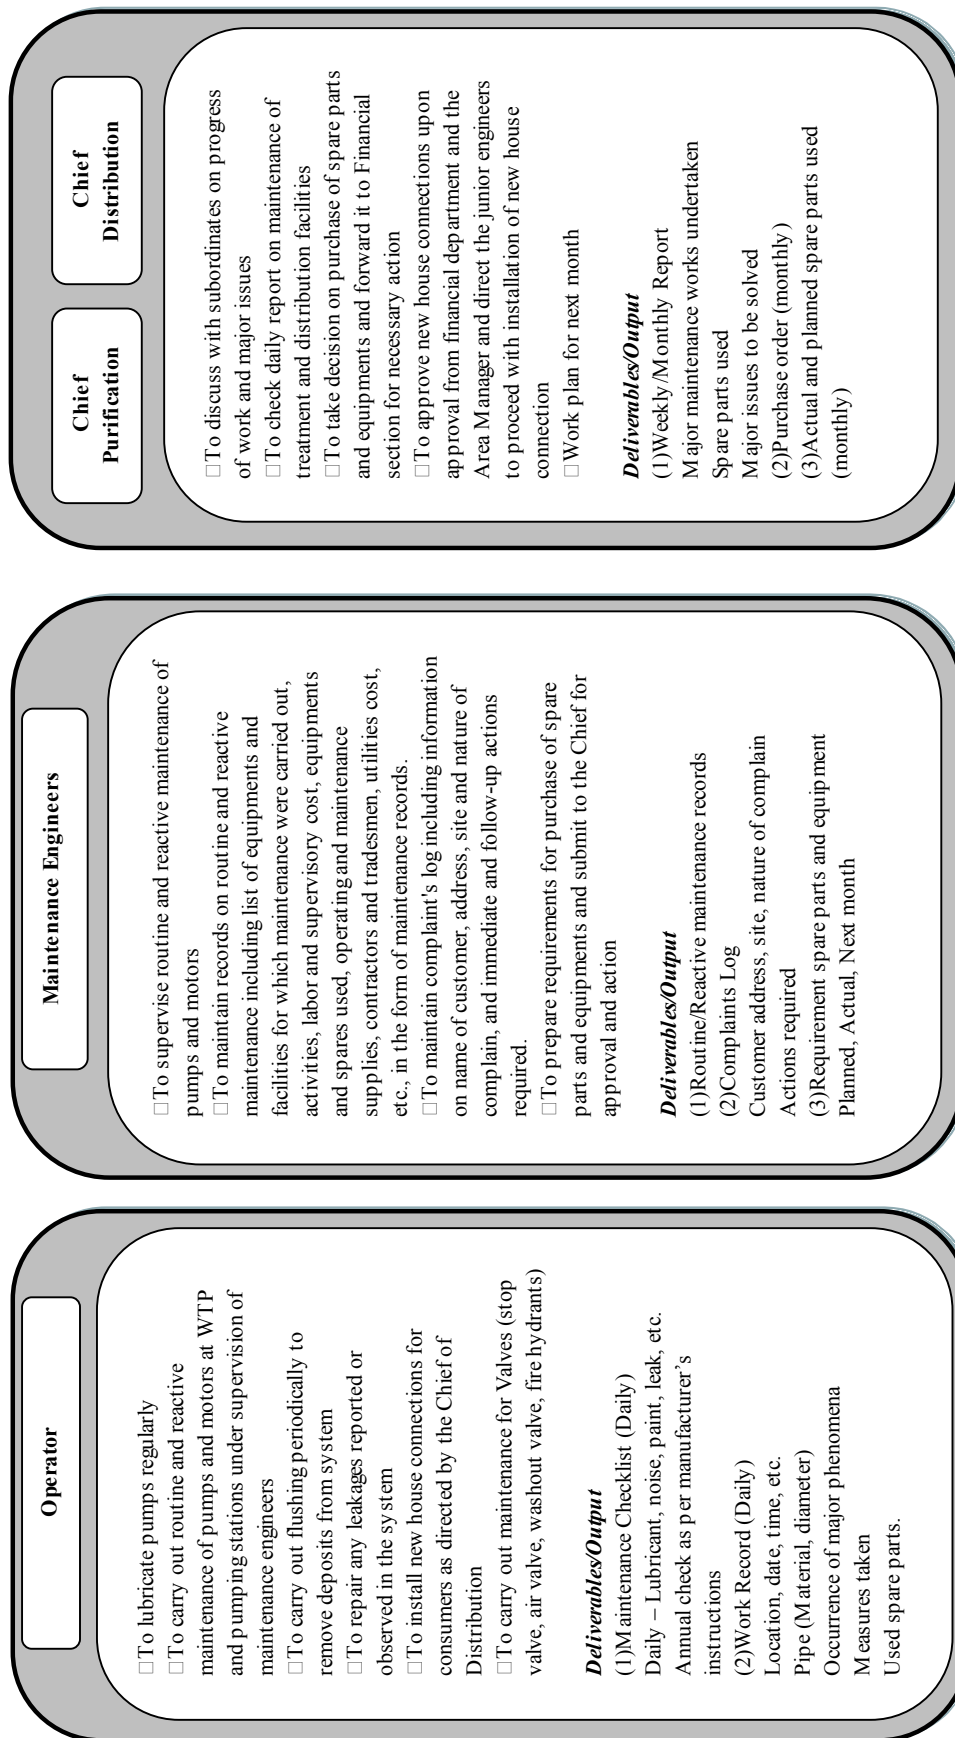 Operator
□To lubricate pumps regularly
□To carry out routine and reactive
maintenance of pumps and motors at WTP
and pumping stations under supervision of
maintenance engineers
□To carry out flushing periodically to
remove deposits from system
□To repair any leakages reported or
observed in the system
□To install new house connections for
consumers as directed by the Chief of
Distribution
□To carry out maintenance for Valves (stop
valve, air valve, washout valve, fire hydrants)
Deliverables/Output
(1)Maintenance Checklist (Daily)
Daily – Lubricant, noise, paint, leak, etc.
Annual check as per manufacturer's
instructions
(2)Work Record (Daily)
Location, date, time, etc.
Pipe (Material, diameter)
Occurrence of major phenomena
Measures taken
Used spare parts.
Maintenance Engineers
□To supervise routine and reactive maintenance of
pumps and motors
□To maintain records on routine and reactive
maintenance including list of equipments and
facilities for which maintenance were carried out,
activities, labor and supervisory cost, equipments
and spares used, operating and maintenance
supplies, contractors and tradesmen, utilities cost,
etc., in the form of maintenance records.
□To maintain complaint's log including information
on name of customer, address, site and nature of
complain, and immediate and follow-up actions
required.
□To prepare requirements for purchase of spare
parts and equipments and submit to the Chief for
approval and action
Deliverables/Output
(1)Routine/Reactive maintenance records
(2)Complaints Log
Customer address, site, nature of complain
Actions required
(3)Requirement spare parts and equipment
Planned, Actual, Next month
Chief
Purification
Chief
Distribution
□To discuss with subordinates on progress
of work and major issues
□To check daily report on maintenance of
treatment and distribution facilities
□To take decision on purchase of spare parts
and equipments and forward it to Financial
section for necessary action
□To approve new house connections upon
approval from financial department and the
Area Manager and direct the junior engineers
to proceed with installation of new house
connection
□Work plan for next month
Deliverables/Output
(1)Weekly/Monthly Report
Major maintenance works undertaken
Spare parts used
Major issues to be solved
(2)Purchase order (monthly)
(3)Actual and planned spare parts used
(monthly)